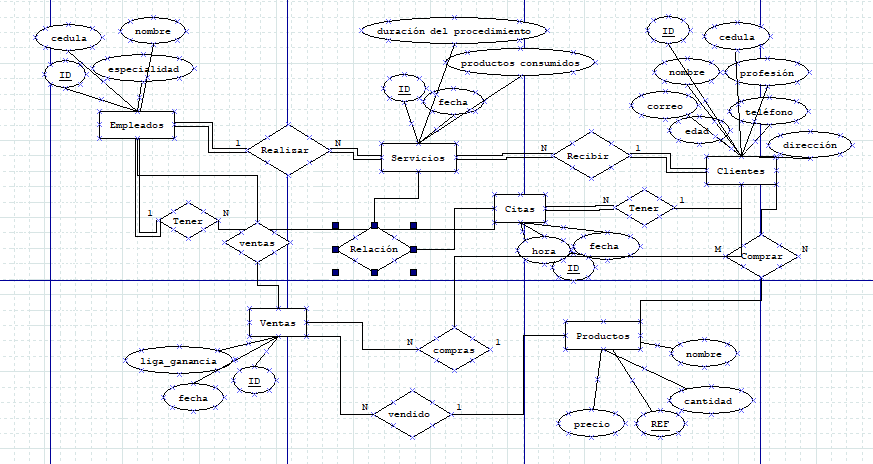 duración del procedimiento
nombre
ID
cedula
cedula
productos consumidos
especialidad
ID
nombre
profesión
ID
fecha
correo
teléfono
Empleados
edad
1
Realizar
N
Servicios
N
Recibir
1
dirección
Clientes
1
Tener
N
Citas
N
Tener
1
ventas
Relación
hora
fecha
M
Comprar
N
ID
Ventas
N
compras
1
Productos
nombre
liga_ganancia
ID
fecha
N
vendido
1
cantidad
precio
REF